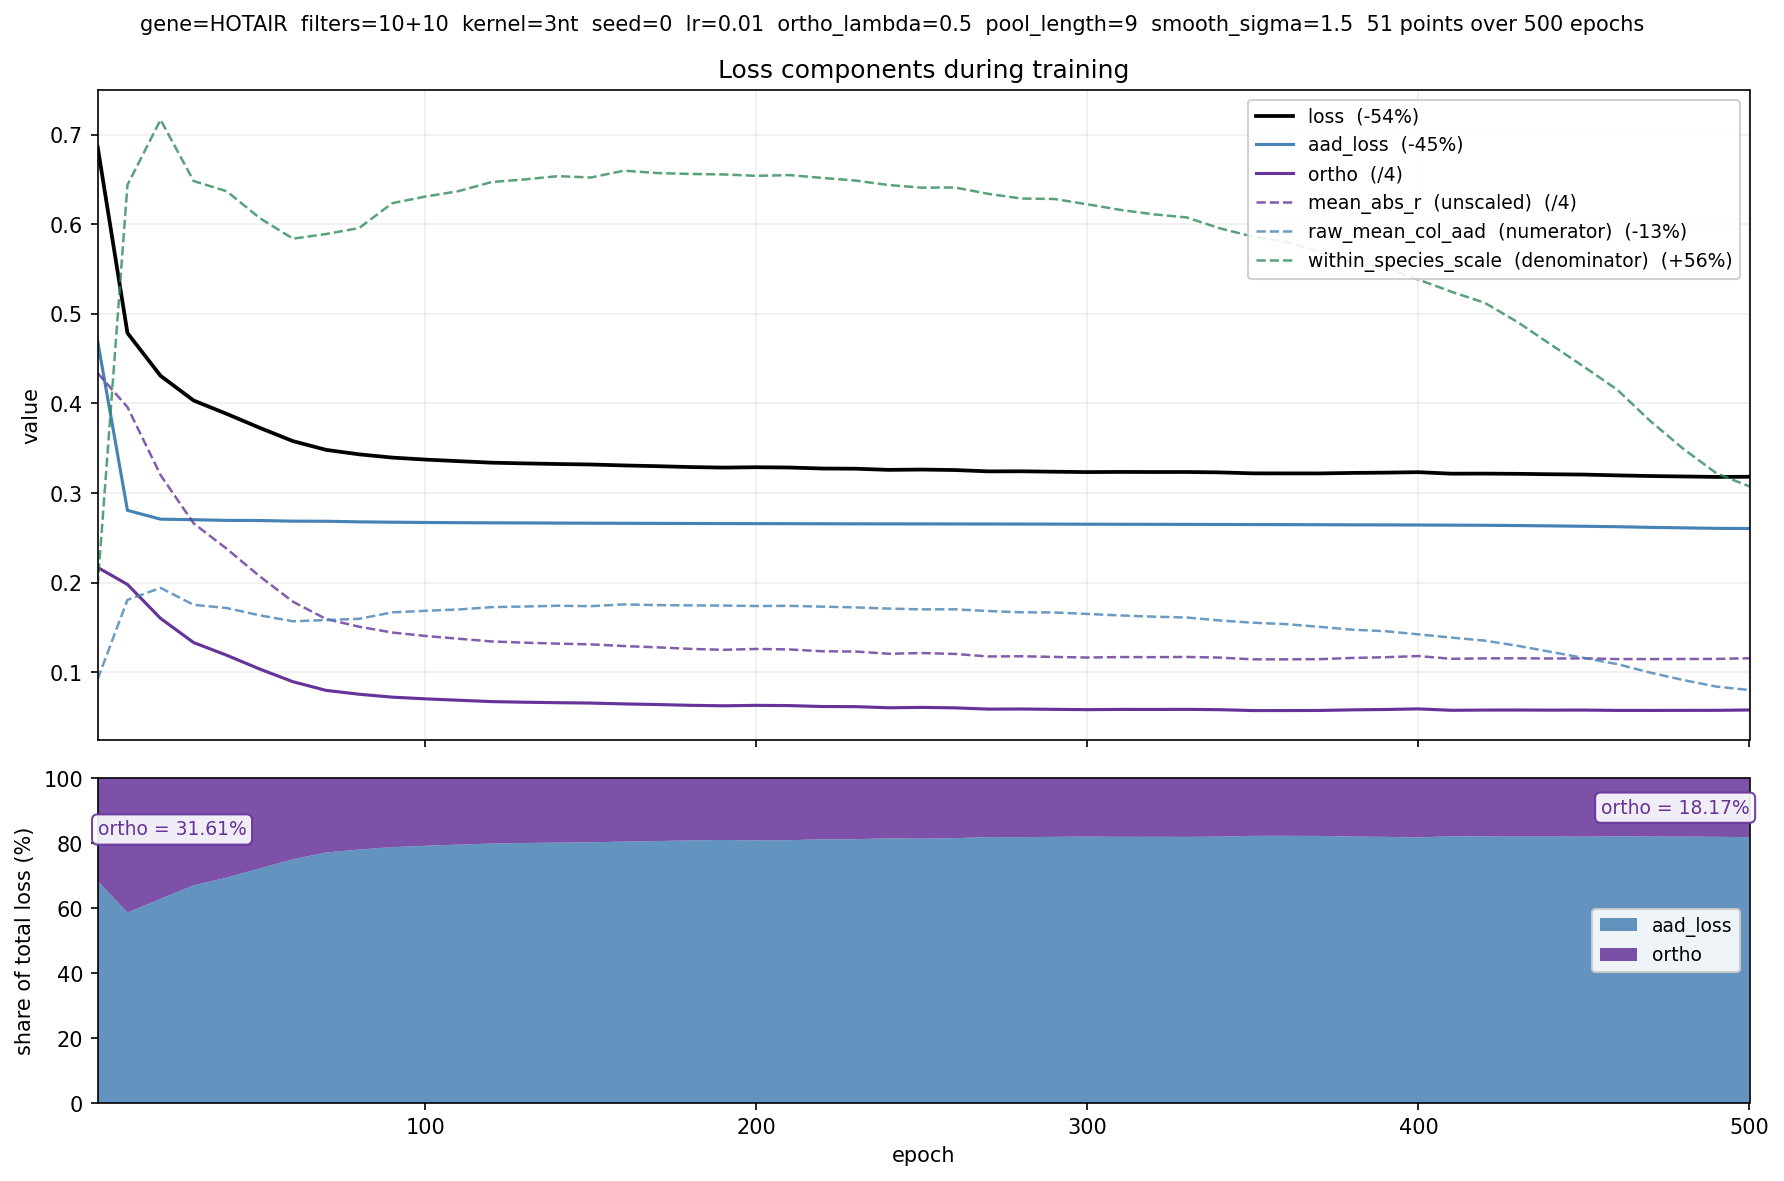 gene=HOTAIR  filters=10+10  kernel=3nt  seed=0  lr=0.01  ortho_lambda=0.5  pool_length=9  smooth_sigma=1.5  51 points over 500 epochs
Loss components during training
loss  (-54%)
aad_loss  (-45%)
ortho  (/4)
mean_abs_r  (unscaled)  (/4)
raw_mean_col_aad  (numerator)  (-13%)
within_species_scale  (denominator)  (+56%)
value
0.7
0.6
0.5
0.4
0.3
0.2
0.1
share of total loss (%)
100
80
60
40
20
0
ortho = 31.61%
ortho = 18.17%
aad_loss
ortho
100
200
300
400
500
epoch